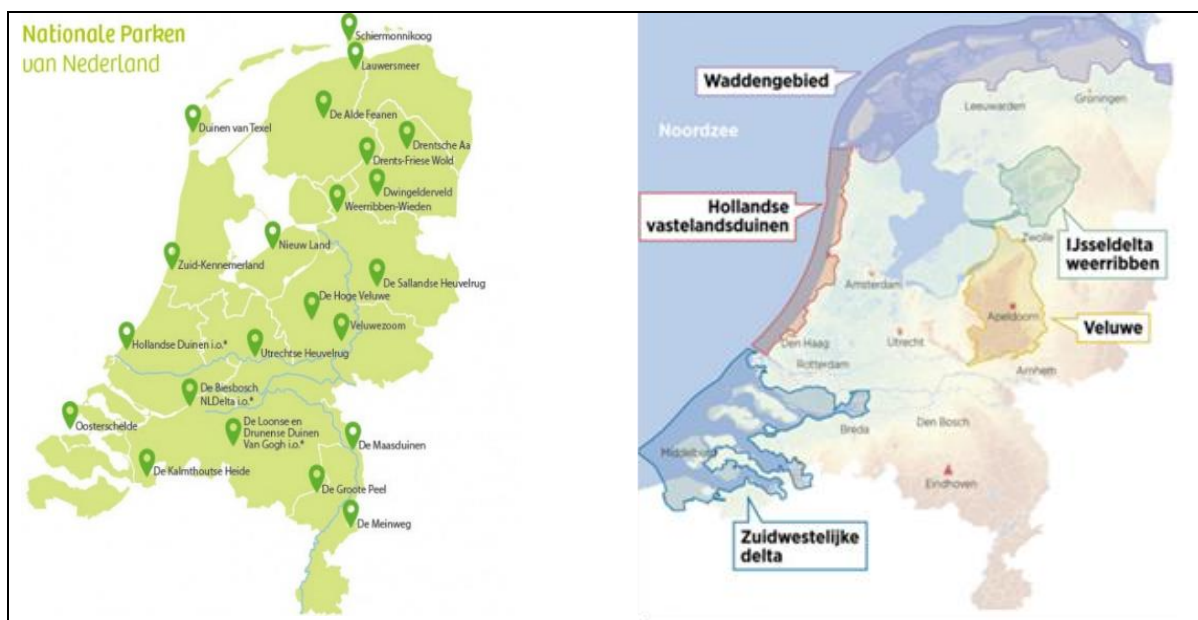 Nationale Parken
van Nederland
Schiermonnikoog
Lauwersmeer
De Alde Feanen
Duinen van Texel
Drentsche Aa
Drents-Friese Wold
Dwingelderveld
Weerribben-Wieden
Nieuw Land
Zuid-Kennemerland
De Sallandse Heuvelrug
De Hoge Veluwe
Veluwezoom
Hollandse Duinen i.o.*
Utrechtse Heuvelrug
De Biesbosch
NLDelta i.o.*
Oosterschelde
De Loonse en
Drunense Duinen
Van Gogh i.o.*
De Maasduinen
De Kalmthoutse Heide
De Groote Peel
De Meinweg
Waddengebied
Leeuwarden
Groningen
Noordzee
Hollandse
vastelandsduinen
Zwolle
IJsseldelta
weerribben
Amsterdam
Apeldoorn
Veluwe
Den Haag
Utrecht
Rotterdam
Arnhem
Den Bosch
Breda
Middelburg
Eindhoven
Zuidwestelijke
delta